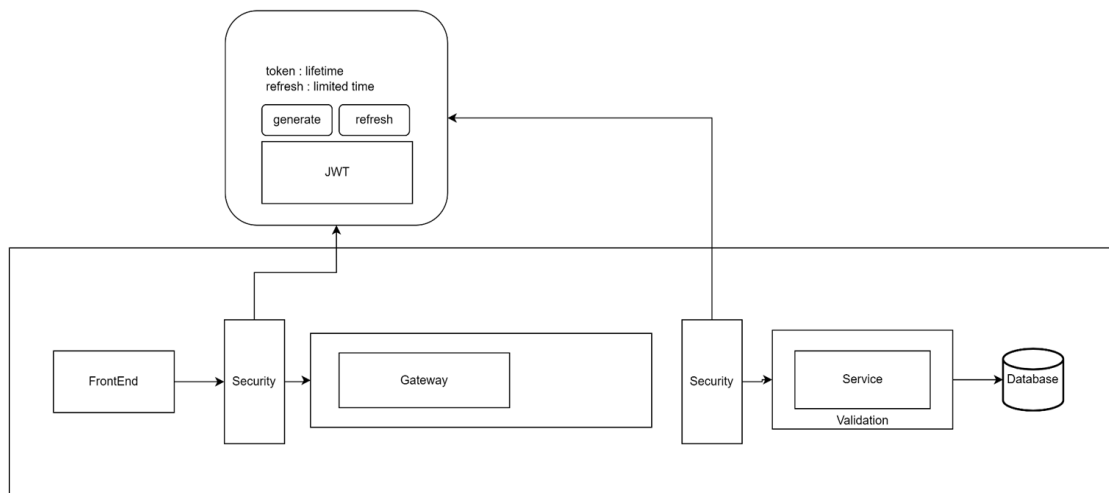 token : lifetime
refresh : limited time
generate
refresh
JWT
FrontEnd
Security
Gateway
Security
Service
Validation
Database